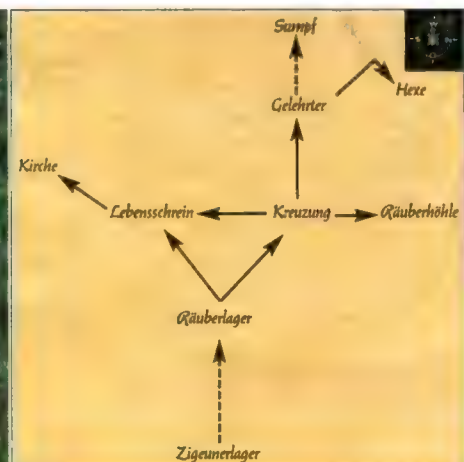 Sumpf
Gelehrter
Hexe
Kirche
Lebensschrein
Kreuzung
Räuberhöhle
Räuberlager
Zigeunerlager